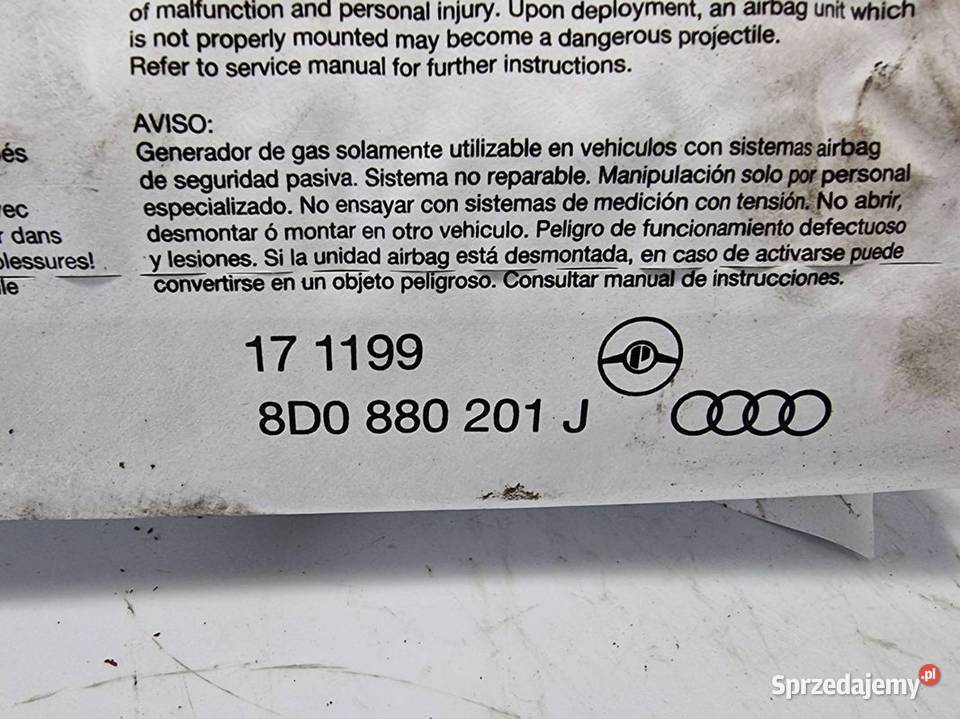 of malfunction and personal injury. Upon deployment, an airbag unit which
is not properly mounted may become a dangerous projectile.
Refer to service manual for further instructions.
AVISO:
Generador de gas solamente utilizable en vehiculos con sistemas airbag
de seguridad pasiva. Sistema no reparable. Manipulación solo por personal
especializado. No ensayar con sistemas de medición con tensión. No abrir,
desmontar ó montar en otro vehiculo. Peligro de funcionamiento defectuoso
y lesiones. Si la unidad airbag está desmontada, en caso de activarse puede
convertirse en un objeto peligroso. Consultar manual de instrucciones.
és
dans
blessures!
171199
P
8D0 880 201 J
Sprzedajemy.pl